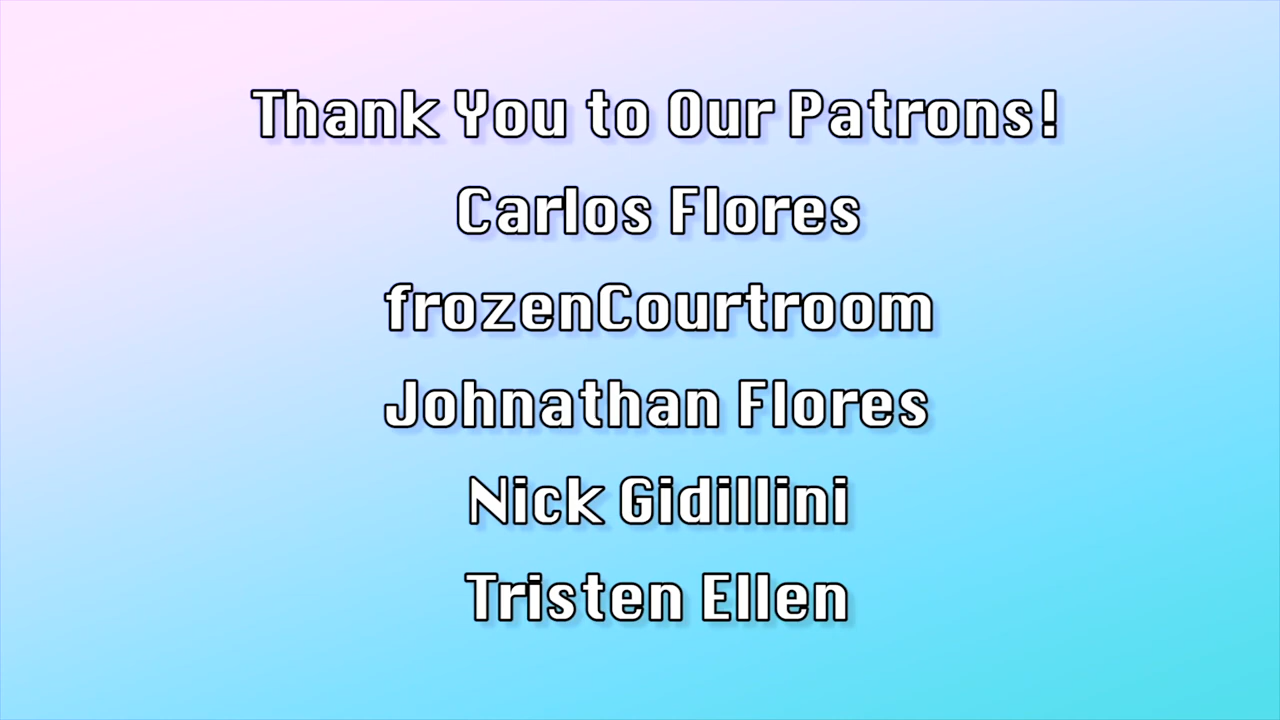 Thank You to Our Patrons!
Carlos Flores
frozenCourtroom
Johnathan Flores
Nick Gidillini
Tristen Ellen